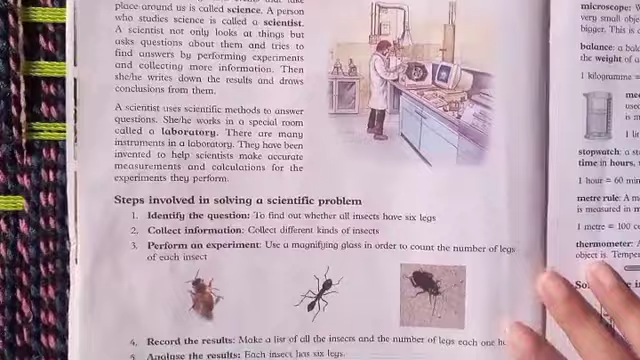 place around us is called science. A person
who studies science is called a scientist.
A scientist not only looks at things but
asks questions about them and tries to
find answers by performing experiments
and collecting more information. Then
she/he writes down the results and draws
conclusions from them.
A scientist uses scientific methods to answer
questions. She/he works in a special room
called a laboratory. There are many
instruments in a laboratory. They have been
invented to help scientists make accurate
measurements and calculations for the
experiments they perform.
Steps involved in solving a scientific problem
1. Identify the question: To find out whether all insects have six legs
2. Collect information: Collect different kinds of insects
3. Perform an experiment: Use a magnifying glass in order to count the number of legs
of each insect
4. Record the results: Make a list of all the insects and the number of legs each one
5. Analyse the results: Each insect has six legs.
microscope:
very small
bigger. This is
balance: a
the weight of
1 kilogramme =
is
1
stopwatch: a
time in hours,
1 hour = 60
metre rule: A
is measured in
1 metre = 100
thermometer:
object is.